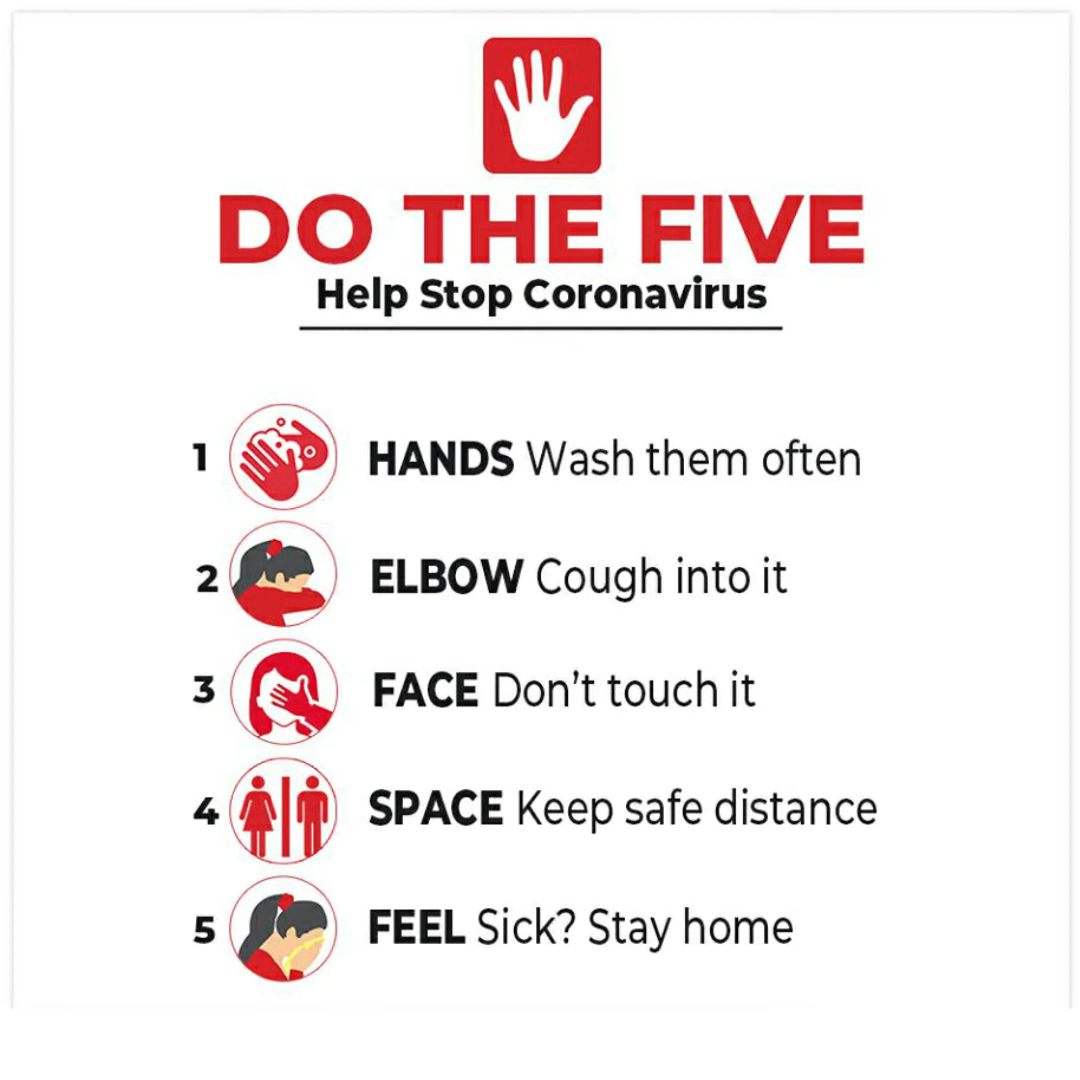 DO THE FIVE
Help Stop Coronavirus
1 HANDS Wash them often
2 ELBOW Cough into it
3 FACE Don’t touch it
4 SPACE Keep safe distance
5 FEEL Sick? Stay home